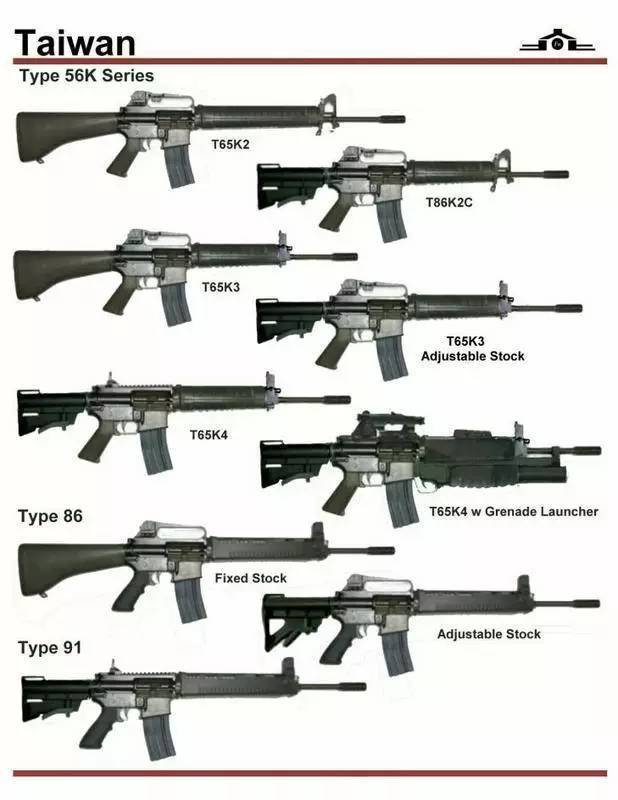 Taiwan
Type 56K Series
T65K2
T86K2C
T65K3
T65K3
Adjustable Stock
T65K4
T65K4 w Grenade Launcher
Type 86
Fixed Stock
Adjustable Stock
Type 91